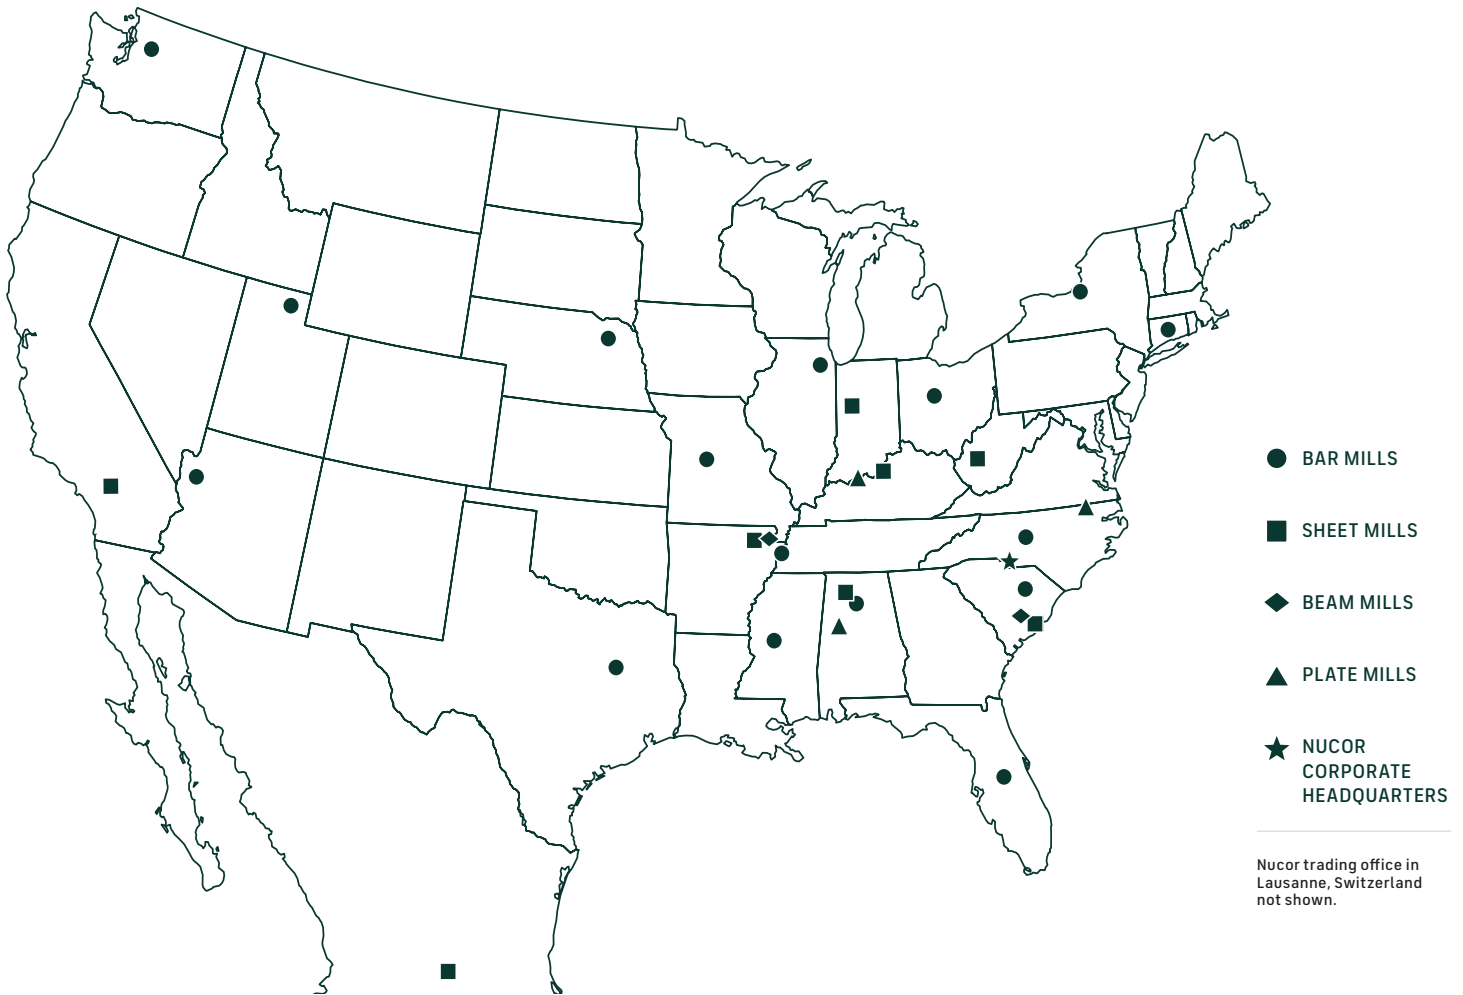 BAR MILLS
SHEET MILLS
BEAM MILLS
PLATE MILLS
NUCOR
CORPORATE
HEADQUARTERS
Nucor trading office in
Lausanne, Switzerland
not shown.